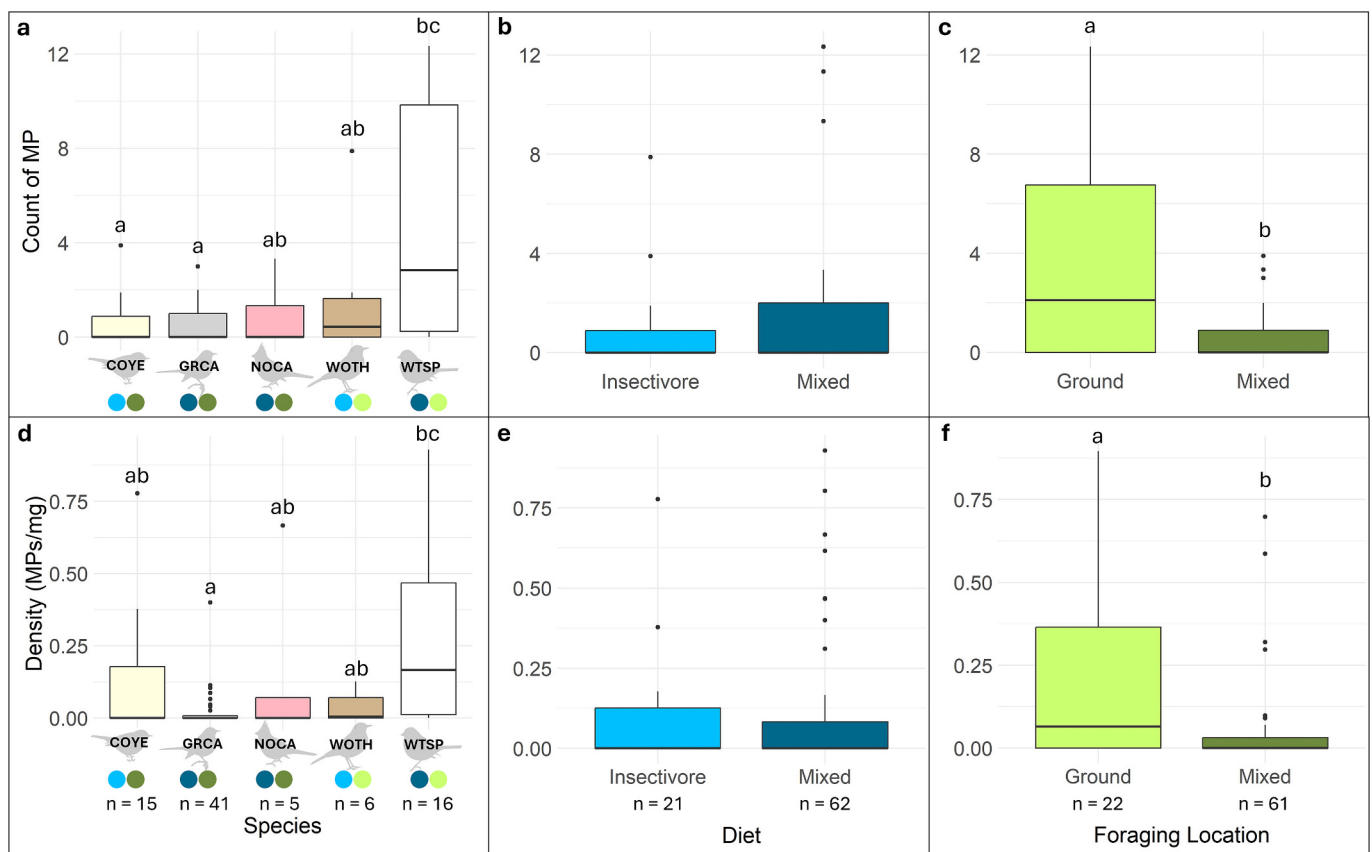 a
bc
12
8
4
0
Count of MP
a
a
ab
ab
COYE GRCA NOCA WOTH WTSP
b
12
8
4
0
Insectivore Mixed
c
a
12
8
4
0
b
Ground Mixed
d
bc
0.75
0.50
0.25
0.00
Density (MPs/mg)
ab
a
ab
ab
COYE GRCA NOCA WOTH WTSP
n = 15 n = 41 n = 5 n = 6 n = 16
Species
e
0.75
0.50
0.25
0.00
Insectivore Mixed
n = 21 n = 62
Diet
f
a
0.75
0.50
0.25
0.00
b
Ground Mixed
n = 22 n = 61
Foraging Location